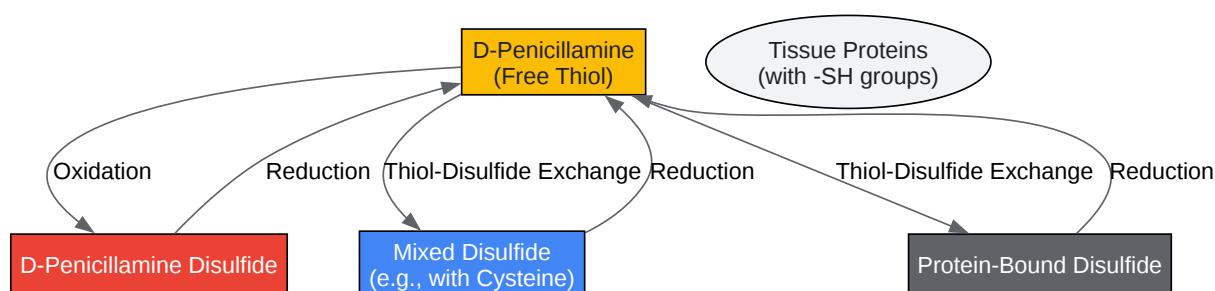 D-Penicillamine
(Free Thiol)
Tissue Proteins
(with -SH groups)
Oxidation
Reduction
Thiol-Disulfide Exchange
Reduction
Thiol-Disulfide Exchange
Reduction
D-Penicillamine Disulfide
Mixed Disulfide
(e.g., with Cysteine)
Protein-Bound Disulfide